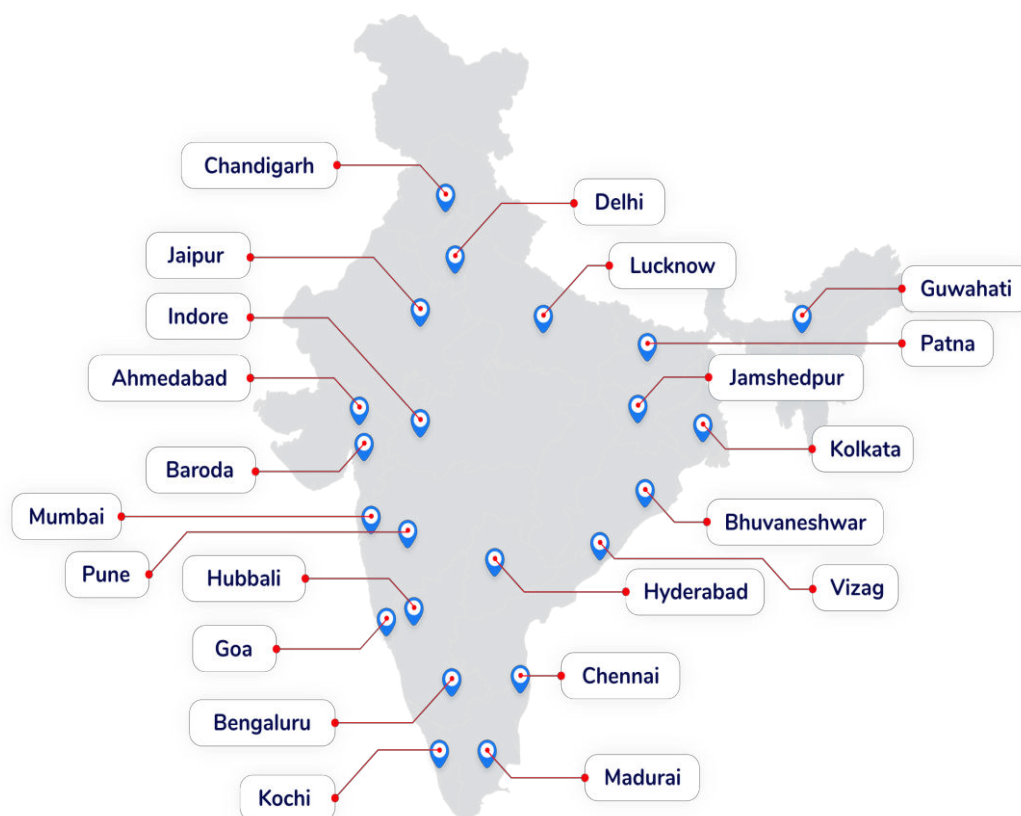 Chandigarh
Delhi
Jaipur
Lucknow
Guwahati
Indore
Patna
Ahmedabad
Jamshedpur
Kolkata
Baroda
Mumbai
Bhuvaneshwar
Pune
Hubbali
Hyderabad
Vizag
Goa
Chennai
Bengaluru
Madurai
Kochi